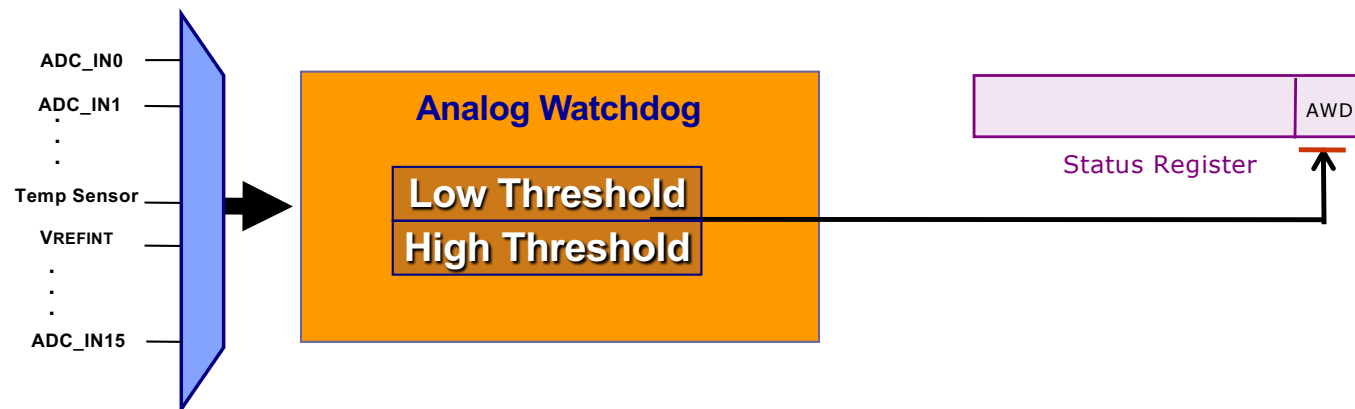 ADC_IN0
ADC_IN1
.
.
.
Temp Sensor
VREFINT
.
.
.
ADC_IN15
Analog Watchdog
Low Threshold
High Threshold
AWD
Status Register